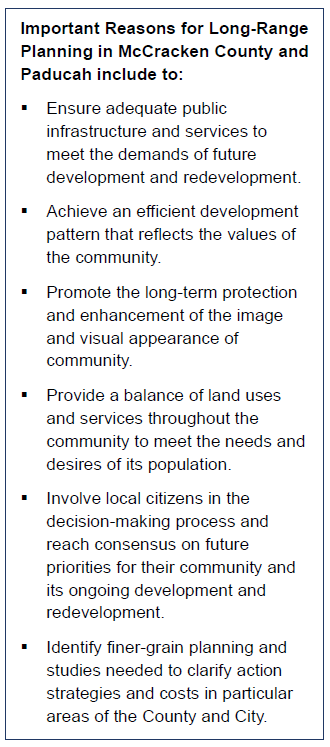 Important Reasons for Long-Range
Planning in McCracken County and
Paducah include to:
▪ Ensure adequate public
infrastructure and services to
meet the demands of future
development and redevelopment.
▪ Achieve an efficient development
pattern that reflects the values of
the community.
▪ Promote the long-term protection
and enhancement of the image
and visual appearance of
community.
▪ Provide a balance of land uses
and services throughout the
community to meet the needs and
desires of its population.
▪ Involve local citizens in the
decision-making process and
reach consensus on future
priorities for their community and
its ongoing development and
redevelopment.
▪ Identify finer-grain planning and
studies needed to clarify action
strategies and costs in particular
areas of the County and City.